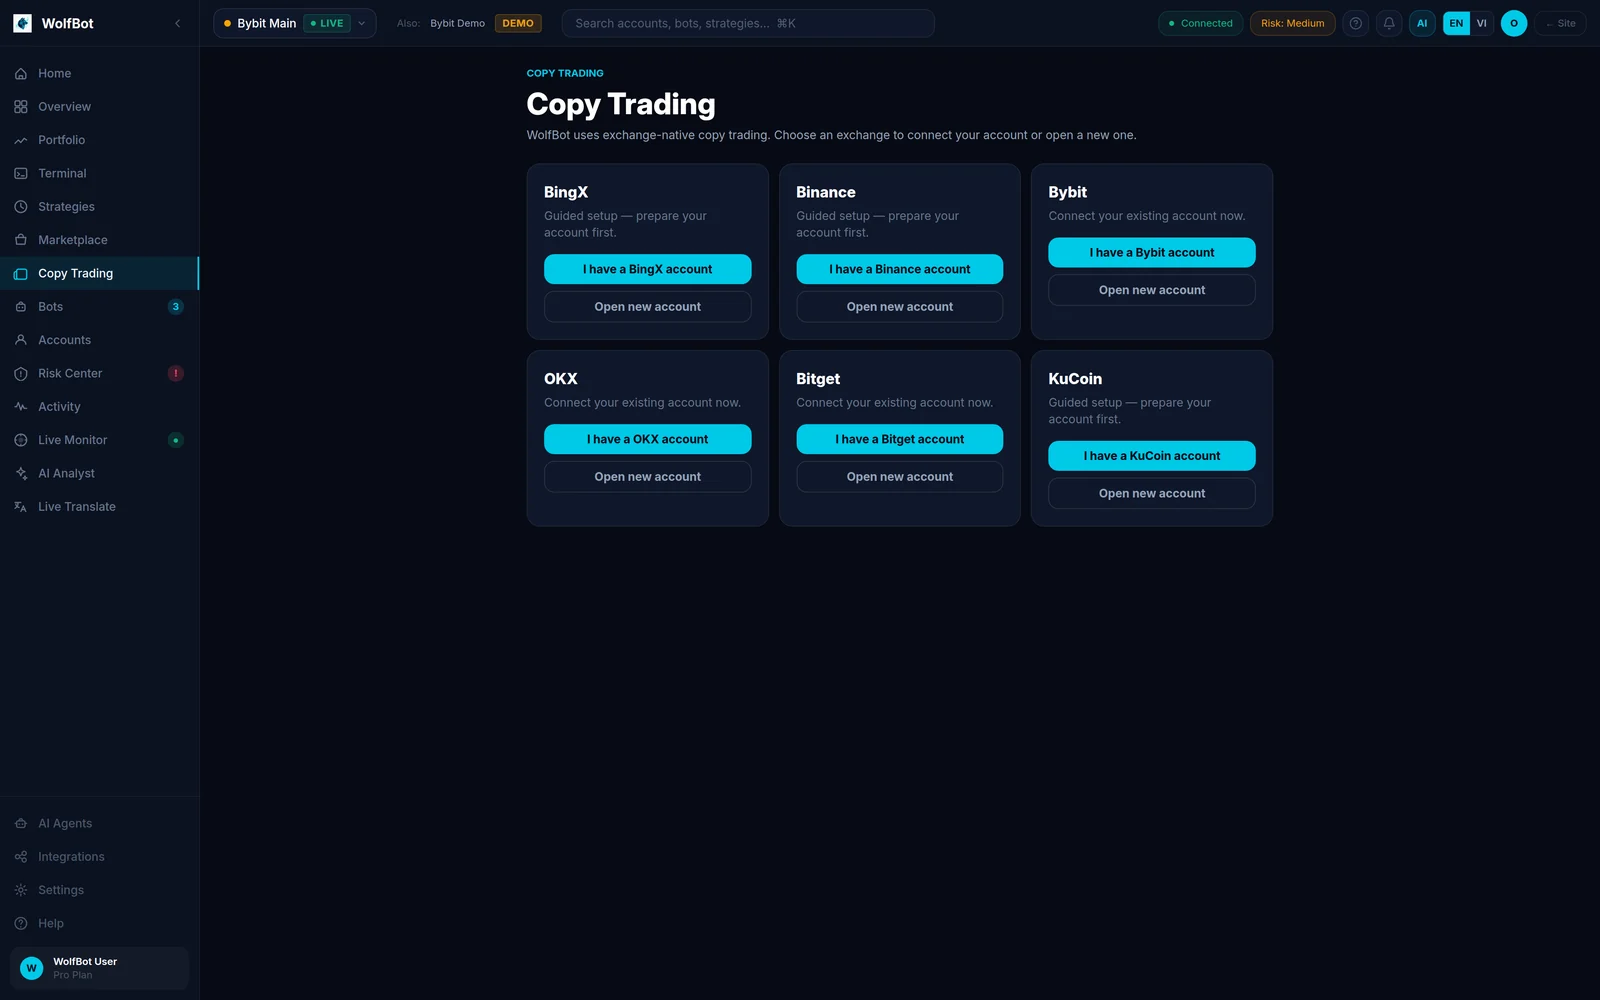 WolfBot
Bybit Main
LIVE
Also:
Bybit Demo
DEMO
Search accounts, bots, strategies... ⌘K
Connected
Risk: Medium
AI
EN
VI
O
← Site
Home
Overview
Portfolio
Terminal
Strategies
Marketplace
Copy Trading
Bots
3
Accounts
Risk Center
!
Activity
Live Monitor
AI Analyst
Live Translate
AI Agents
Integrations
Settings
Help
W
WolfBot User
Pro Plan
COPY TRADING
Copy Trading
WolfBot uses exchange-native copy trading. Choose an exchange to connect your account or open a new one.
BingX
Guided setup — prepare your
account first.
I have a BingX account
Open new account
Binance
Guided setup — prepare your
account first.
I have a Binance account
Open new account
Bybit
Connect your existing account now.
I have a Bybit account
Open new account
OKX
Connect your existing account now.
I have a OKX account
Open new account
Bitget
Connect your existing account now.
I have a Bitget account
Open new account
KuCoin
Guided setup — prepare your
account first.
I have a KuCoin account
Open new account